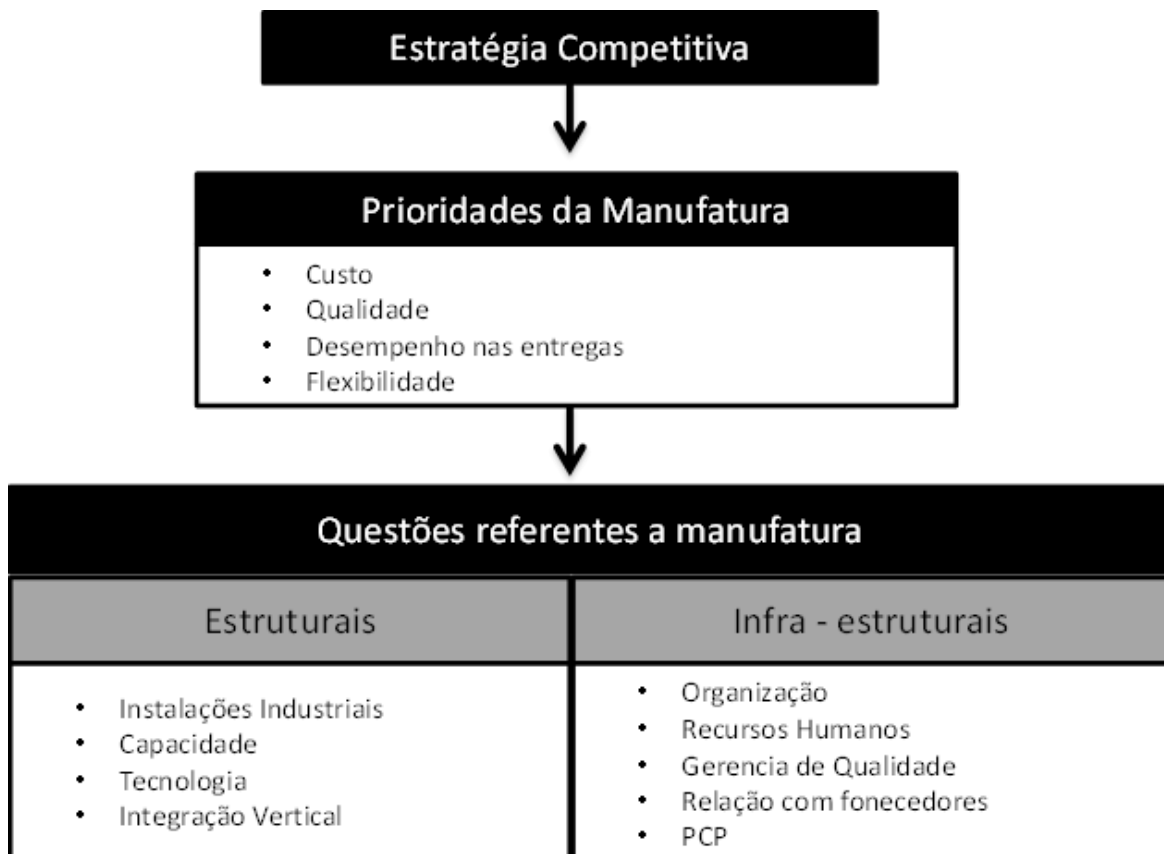 Estratégia Competitiva
Prioridades da Manufatura
• Custo
• Qualidade
• Desempenho nas entregas
• Flexibilidade
Questões referentes a manufatura
Estruturais
• Instalações Industriais
• Capacidade
• Tecnologia
• Integração Vertical
Infra - estruturais
• Organização
• Recursos Humanos
• Gerencia de Qualidade
• Relação com fonecedores
• PCP